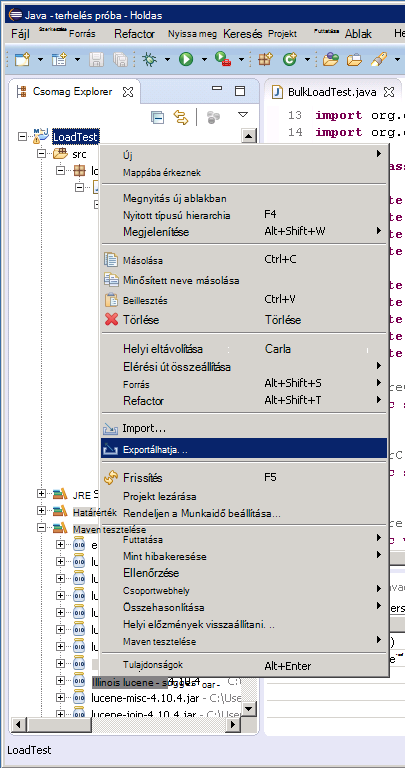 Java - terhelés próba - Holdas
Fájl Szerkesztése Forrás Refactor Nyissa meg Keresés Projekt Futtatása Ablak
Csomag Explorer
BulkLoadTest.java
LoadTest
13 import org.
src
14 import org.
Új
Mappába érkeznek
Megnyitás új ablakban
Nyitott típusú hierarchia F4
Megjelenítése Alt+Shift+W
Másolása Ctrl+C
Minősített neve másolása
Beillesztés Ctrl+V
Törlése Törlése
Helyi eltávolítása Carla
Elérési út összeállítása
Forrás Alt+Shift+S
Refactor Alt+Shift+T
Import...
Exportálhatja...
Frissítés F5
Projekt lezárása
JRE S
Határérték Rendeljen a Munkaidő beállítása...
Maven tesztelése
Futtatása
Mint hibakeresése
Ellenőrzése
Csoportwebhely
Összehasonlítása
Helyi előzmények visszaállítani...
Maven tesztelése
Tulajdonságok Alt+Enter
Illinois lucene - 4.10.4 - C:\Use
lucene-misc-4.10.4.jar - C:\Use
lucene-join-4.10.4.jar - C:\User
LoadTest